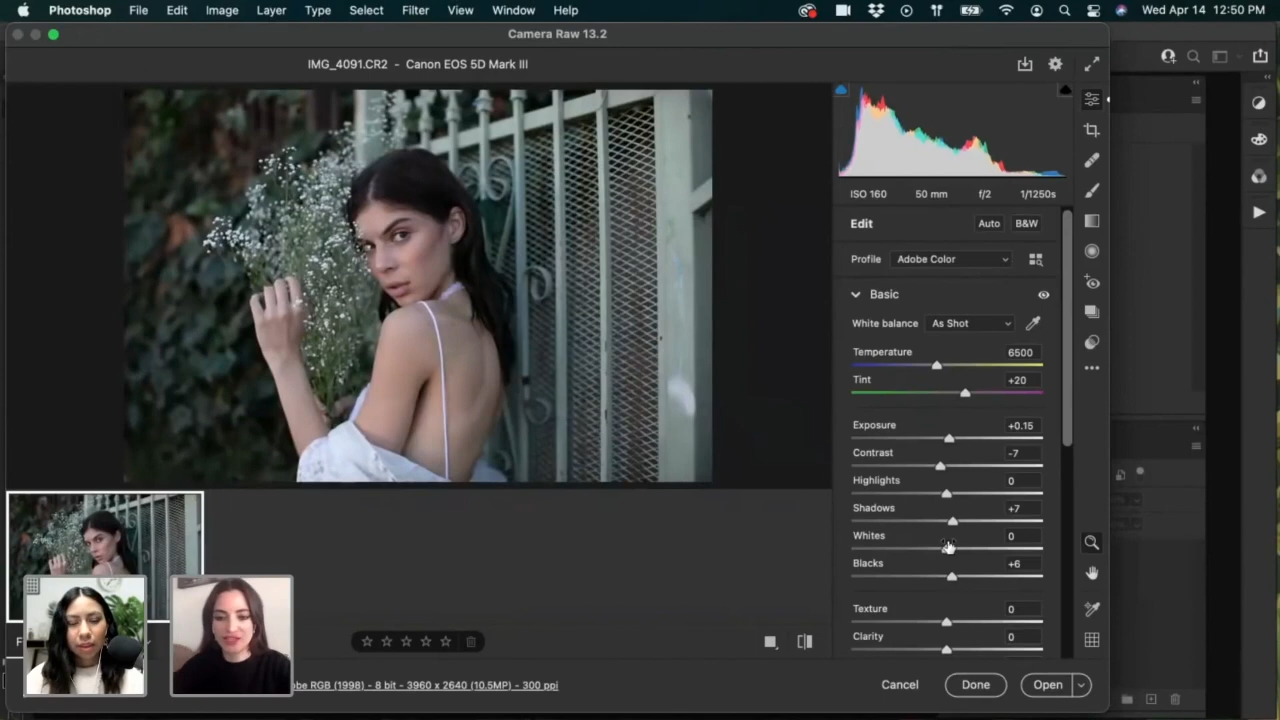 Photoshop File Edit Image Layer Type Select Filter View Window Help Wed Apr 14 12:50 PM
Camera Raw 13.2
IMG_4091.CR2 - Canon EOS 5D Mark III
ISO 160 50 mm f/2 1/1250s
Edit Auto B&W
Profile Adobe Color
Basic
White balance As Shot
Temperature 6500
Tint +20
Exposure +0.15
Contrast -7
Highlights 0
Shadows +7
Whites 0
Blacks +6
Texture 0
Clarity 0
obe RGB (1998) - 8 bit - 3960 x 2640 (10.5MP) - 300 ppi
Cancel Done Open